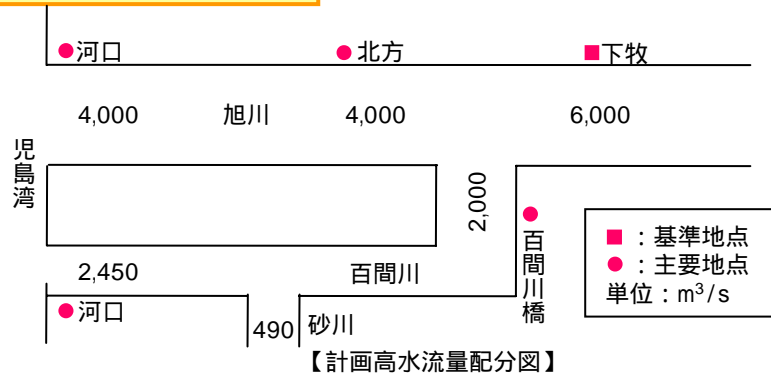 ●河口
●北方
■下牧
4,000
旭川
4,000
6,000
児島湾
2,000
●
百間川橋
■：基準地点
●：主要地点
単位：m³/s
2,450
百間川
●河口
490
砂川
【計画高水流量配分図】